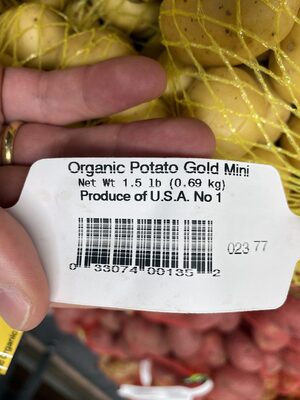 Organic Potato Gold Mini
Net Wt 1.5 lb (0.69 kg)
Produce of U.S.A. No 1
023 77
0 33074 00135 2